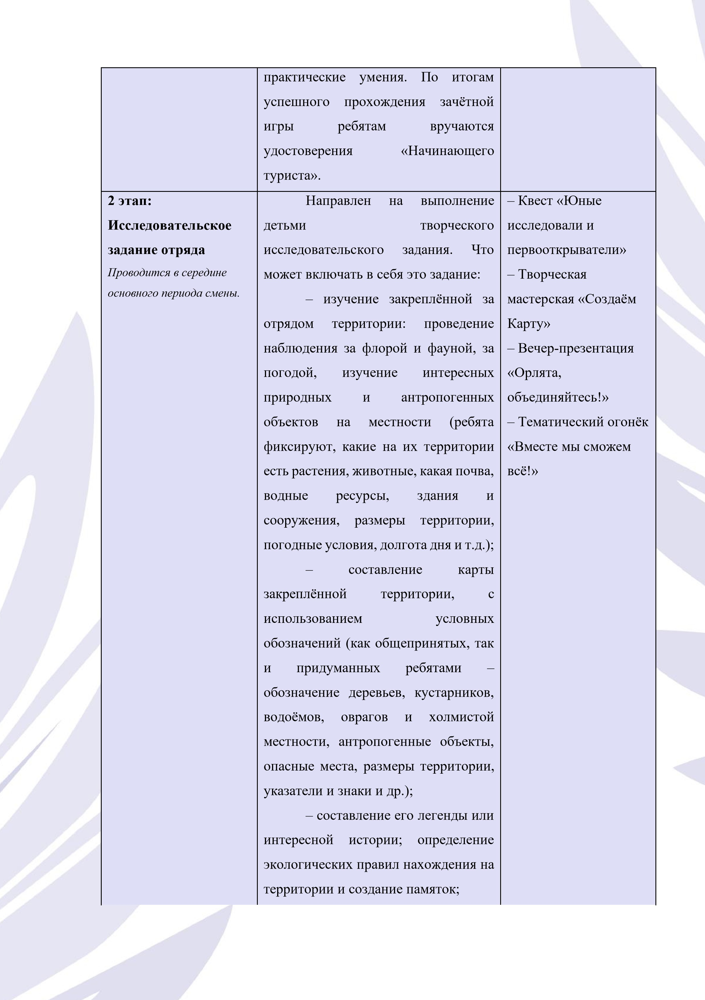 практические умения. По итогам
успешного прохождения зачётной
игры ребятам вручаются
удостоверения «Начинающего
туриста».
2 этап:
Исследовательское
задание отряда
Проводится в середине
основного периода смены.
Направлен на выполнение
детьми творческого
исследовательского задания. Что
может включать в себя это задание:
– изучение закреплённой за
отрядом территории: проведение
наблюдения за флорой и фауной, за
погодой, изучение интересных
природных и антропогенных
объектов на местности (ребята
фиксируют, какие на их территории
есть растения, животные, какая почва,
водные ресурсы, здания и
сооружения, размеры территории,
погодные условия, долгота дня и т.д.);
– составление карты
закреплённой территории, с
использованием условных
обозначений (как общепринятых, так
и придуманных ребятами –
обозначение деревьев, кустарников,
водоёмов, оврагов и холмистой
местности, антропогенные объекты,
опасные места, размеры территории,
указатели и знаки и др.);
– составление его легенды или
интересной истории; определение
экологических правил нахождения на
территории и создание памяток;
– Квест «Юные
исследовали и
первооткрыватели»
– Творческая
мастерская «Создаём
Карту»
– Вечер-презентация
«Орлята,
объединяйтесь!»
– Тематический огонёк
«Вместе мы сможем
всё!»